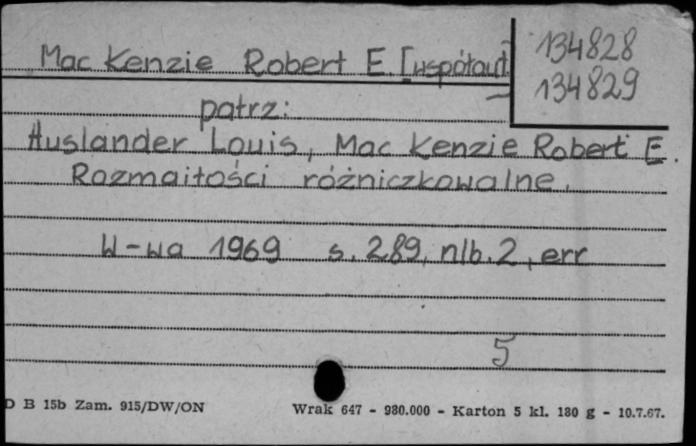 Mac Kenzie Robert E. [współaut]
134828
134829
patrz:
Auslander Louis, Mac Kenzie Robert E.
Rozmaitości różniczkowalne.
W-wa 1969 s. 289, nlb. 2, err
5
D B 15b Zam. 915/DW/ON Wrak 647 - 980.000 - Karton 5 kl. 180 g - 10.7.67.